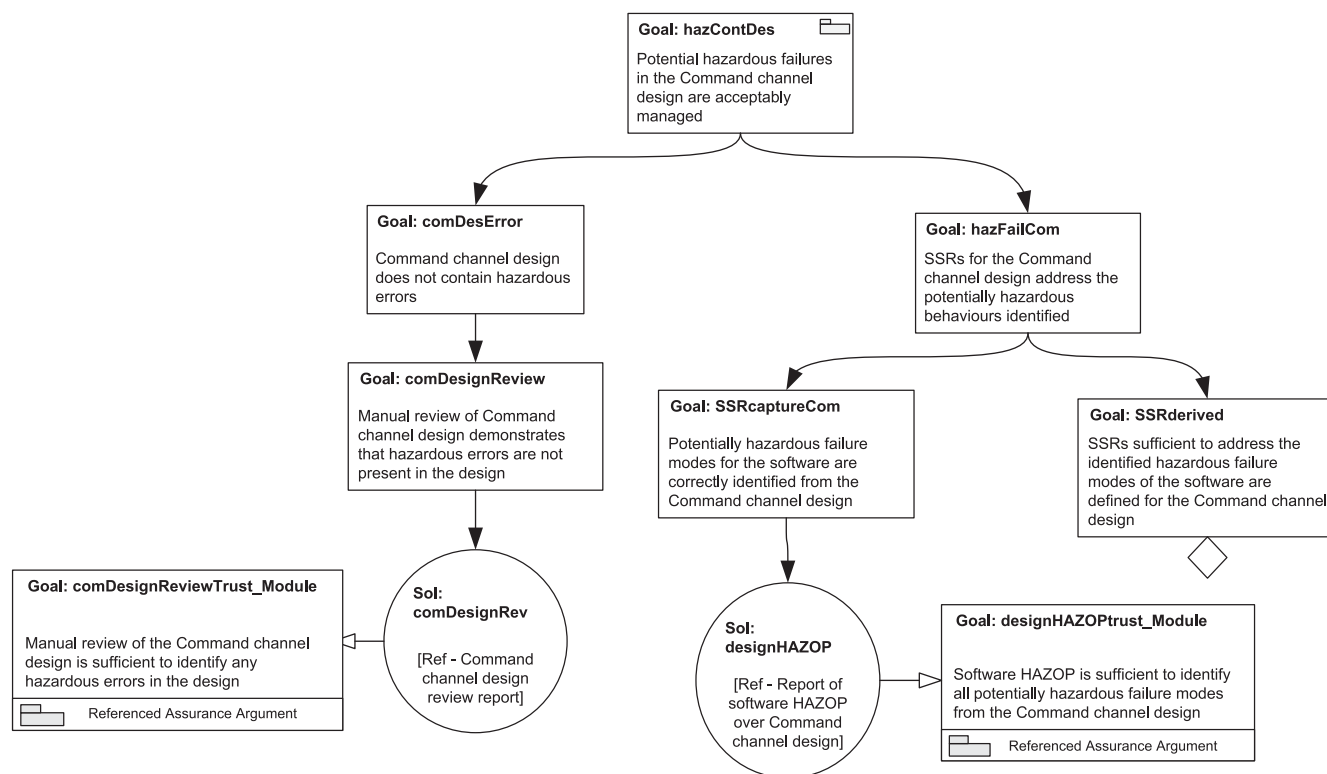 Goal: hazContDes
Potential hazardous failures
in the Command channel
design are acceptably
managed
Goal: comDesError
Command channel design
does not contain hazardous
errors
Goal: hazFailCom
SSRs for the Command
channel design address the
potentially hazardous
behaviours identified
Goal: comDesignReview
Manual review of Command
channel design demonstrates
that hazardous errors are not
present in the design
Goal: SSRcaptureCom
Potentially hazardous failure
modes for the software are
correctly identified from the
Command channel design
Goal: SSRderived
SSRs sufficient to address the
identified hazardous failure
modes of the software are
defined for the Command channel
design
Goal: comDesignReviewTrust_Module
Manual review of the Command channel
design is sufficient to identify any
hazardous errors in the design
Referenced Assurance Argument
Sol:
comDesignRev
[Ref - Command
channel design
review report]
Sol:
designHAZOP
[Ref - Report of
software HAZOP
over Command
channel design]
Goal: designHAZOPtrust_Module
Software HAZOP is sufficient to identify
all potentially hazardous failure modes
from the Command channel design
Referenced Assurance Argument